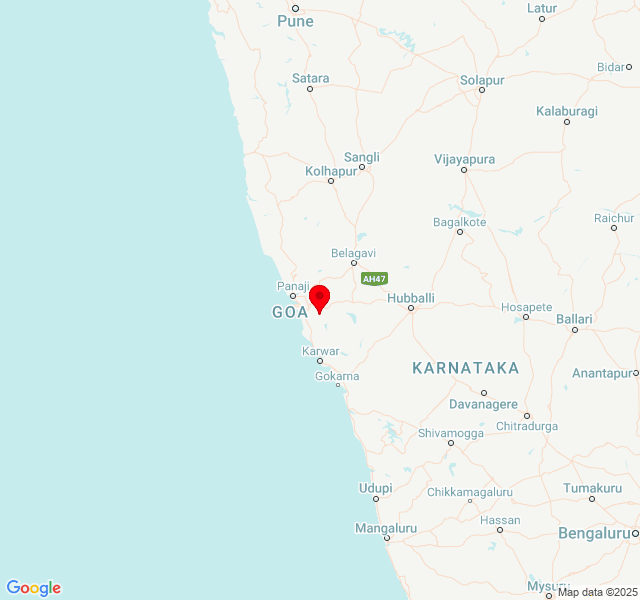 Pune
Latur
Bidar
Satara
Solapur
Kalaburagi
Sangli
Kolhapur
Vijayapura
Bagalkote
Raichur
Belagavi
AH47
Panaji
Hubballi
GOA
Hosapete
Ballari
Karwar
KARNATAKA
Anantapur
Gokarna
Davanagere
Chitradurga
Shivamogga
Udupi
Chikkamagaluru
Tumakuru
Hassan
Mangaluru
Bengaluru
Google
Map data ©2025